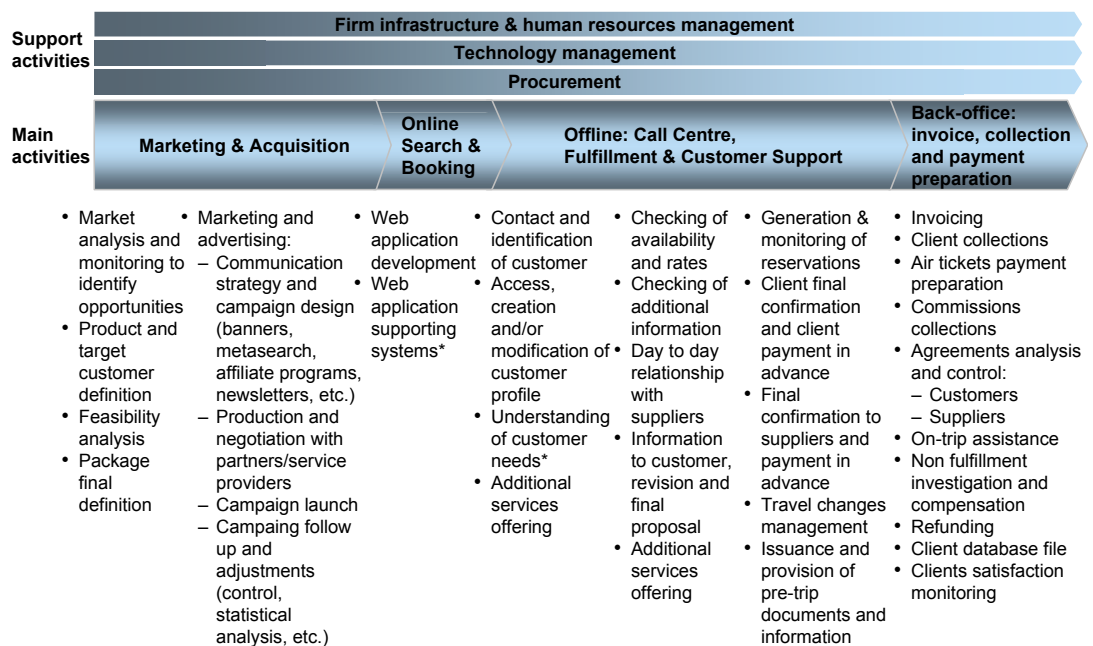 Support
activities
Firm infrastructure & human resources management
Technology management
Procurement
Main
activities
Marketing & Acquisition
Online
Search &
Booking
Offline: Call Centre,
Fulfillment & Customer Support
Back-office:
invoice, collection
and payment
preparation
• Market
analysis and
monitoring to
identify
opportunities
• Product and
target
customer
definition
• Feasibility
analysis
• Package
final
definition
• Marketing and
advertising:
– Communication
strategy and
campaign design
(banners,
metasearch,
affiliate programs,
newsletters, etc.)
– Production and
negotiation with
partners/service
providers
– Campaign launch
– Campaing follow
up and
adjustments
(control,
statistical
analysis, etc.)
• Web
application
development
• Web
application
supporting
systems*
• Contact and
identification
of customer
• Access,
creation
and/or
modification of
customer
profile
• Understanding
of customer
needs*
• Additional
services
offering
• Checking of
availability
and rates
• Checking of
additional
information
• Day to day
relationship
with
suppliers
• Information
to customer,
revision and
final
proposal
• Additional
services
offering
• Generation &
monitoring of
reservations
• Client final
confirmation
and client
payment in
advance
• Final
confirmation to
suppliers and
payment in
advance
• Travel changes
management
• Issuance and
provision of
pre-trip
documents and
information
• Invoicing
• Client collections
• Air tickets payment
preparation
• Commissions
collections
• Agreements analysis
and control:
– Customers
– Suppliers
• On-trip assistance
• Non fulfillment
investigation and
compensation
• Refunding
• Client database file
• Clients satisfaction
monitoring